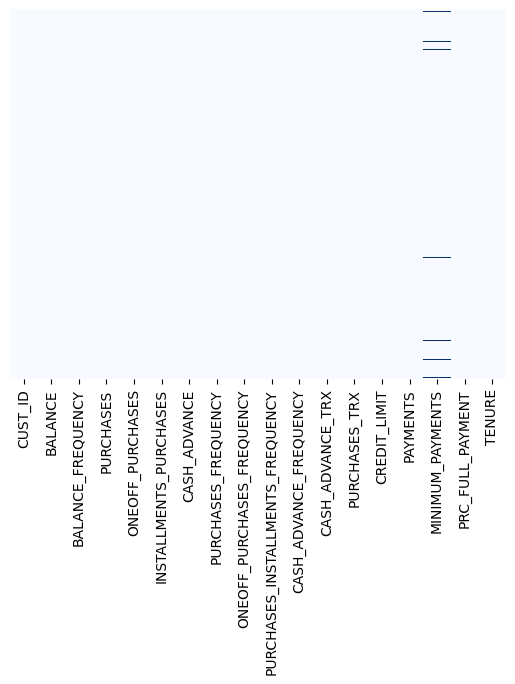 CUST_ID
BALANCE
BALANCE_FREQUENCY
PURCHASES
ONEOFF_PURCHASES
INSTALLMENTS_PURCHASES
CASH_ADVANCE
PURCHASES_FREQUENCY
ONEOFF_PURCHASES_FREQUENCY
PURCHASES_INSTALLMENTS_FREQUENCY
CASH_ADVANCE_FREQUENCY
CASH_ADVANCE_TRX
PURCHASES_TRX
CREDIT_LIMIT
PAYMENTS
MINIMUM_PAYMENTS
PRC_FULL_PAYMENT
TENURE